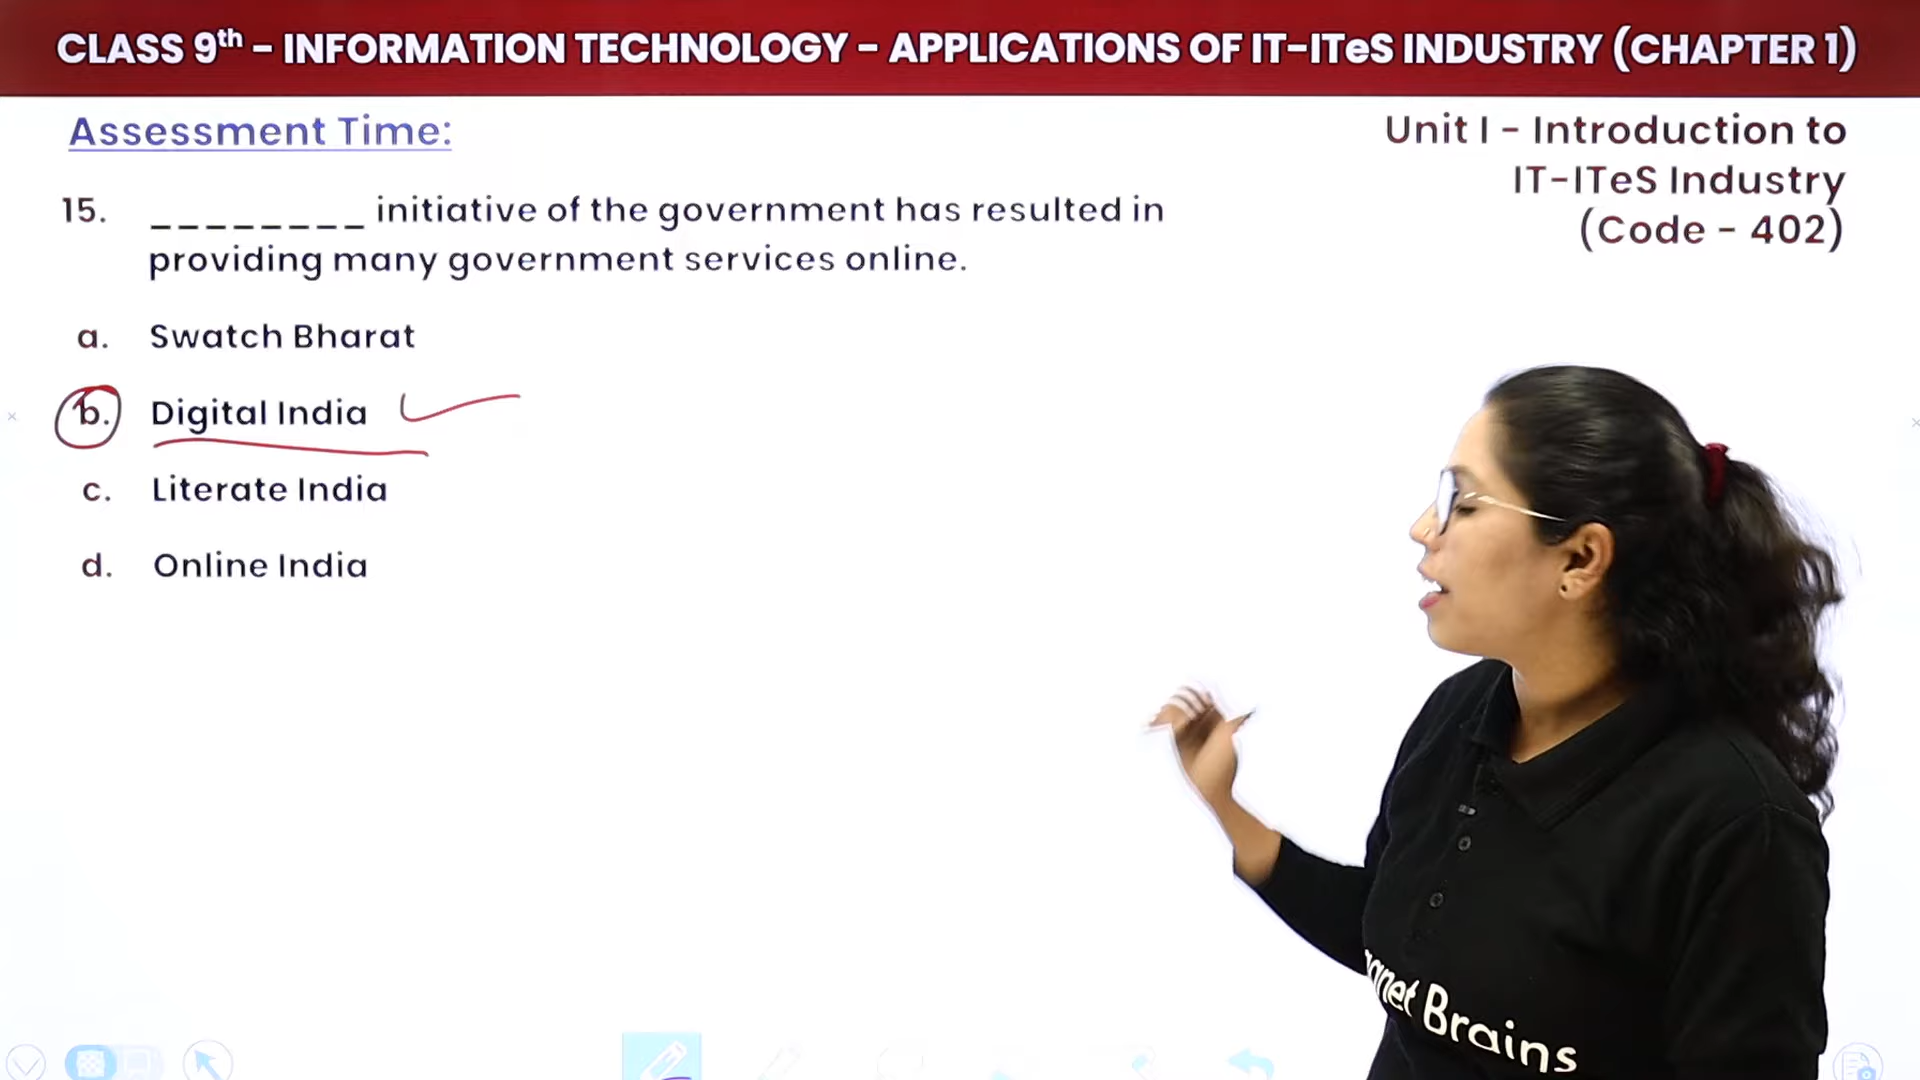 CLASS 9th – INFORMATION TECHNOLOGY – APPLICATIONS OF IT-ITeS INDUSTRY (CHAPTER 1)
Assessment Time:
Unit I – Introduction to
IT-ITeS Industry
(Code – 402)
15. ________ initiative of the government has resulted in
providing many government services online.
a. Swatch Bharat
b. Digital India
c. Literate India
d. Online India
Brains